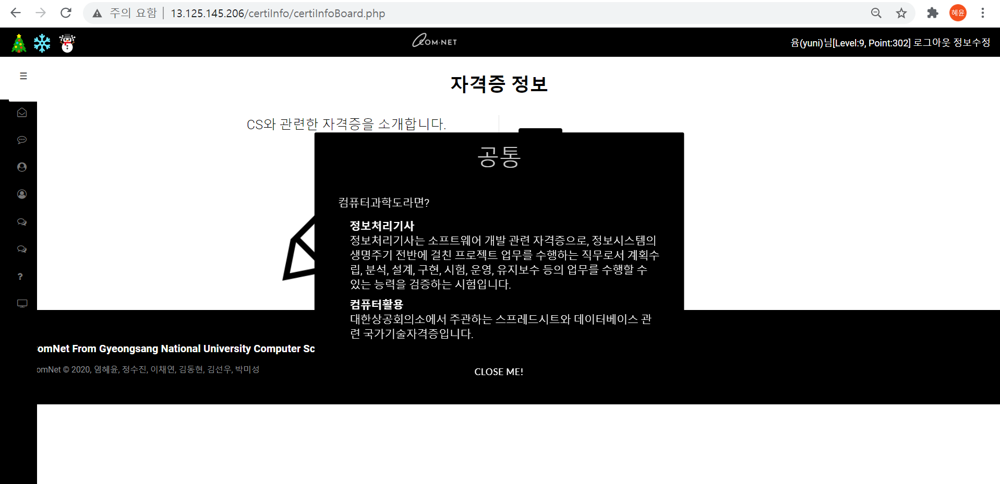 주의 요함 | 13.125.145.206/certiInfo/certiInfoBoard.php
혜윤
COM·NET
윰(yuni)님[Level:9, Point:302] 로그아웃 정보수정
자격증 정보
CS와 관련한 자격증을 소개합니다.
공통
컴퓨터과학도라면?
정보처리기사
정보처리기사는 소프트웨어 개발 관련 자격증으로, 정보시스템의
생명주기 전반에 걸친 프로젝트 업무를 수행하는 직무로서 계획수
립, 분석, 설계, 구현, 시험, 운영, 유지보수 등의 업무를 수행할 수
있는 능력을 검증하는 시험입니다.
컴퓨터활용
대한상공회의소에서 주관하는 스프레드시트와 데이터베이스 관
련 국가기술자격증입니다.
omNet From Gyeongsang National University Computer Sc
omNet © 2020, 염혜윤, 정수진, 이채연, 김동현, 김선우, 박미성
CLOSE ME!